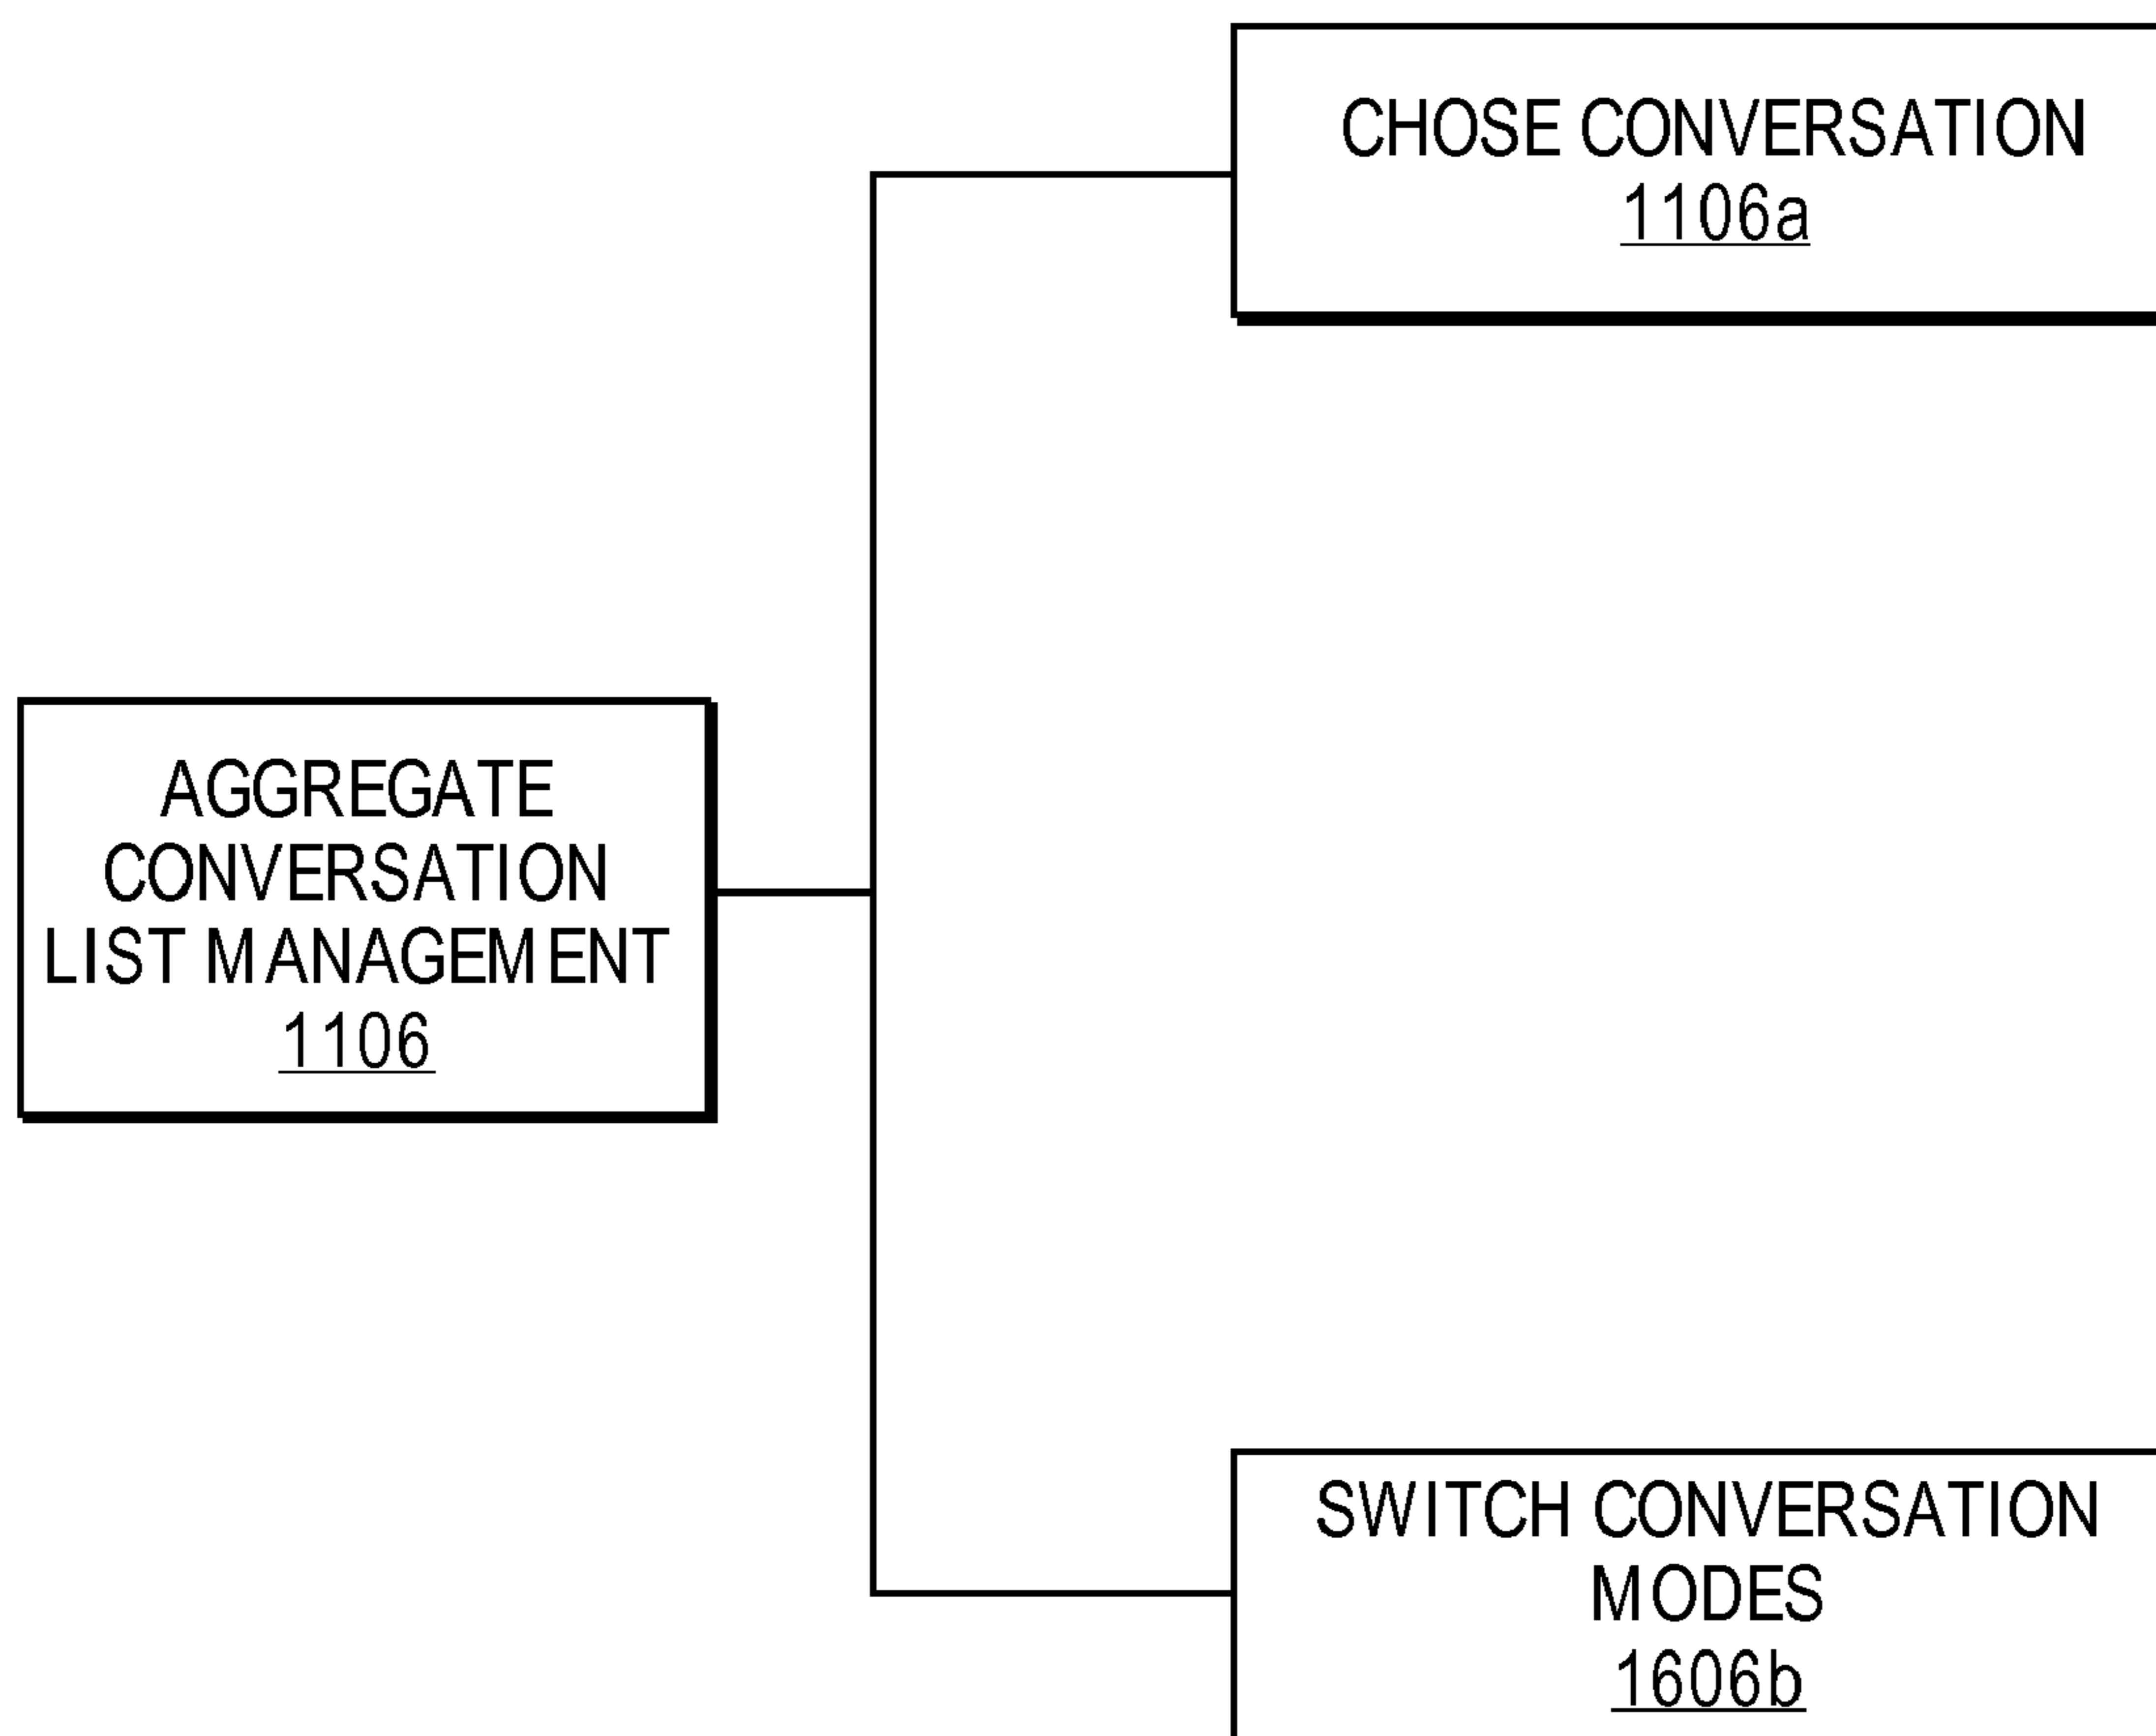 CHOSE CONVERSATION
1106a
AGGREGATE
CONVERSATION
LIST MANAGEMENT
1106
SWITCH CONVERSATION
MODES
1606b